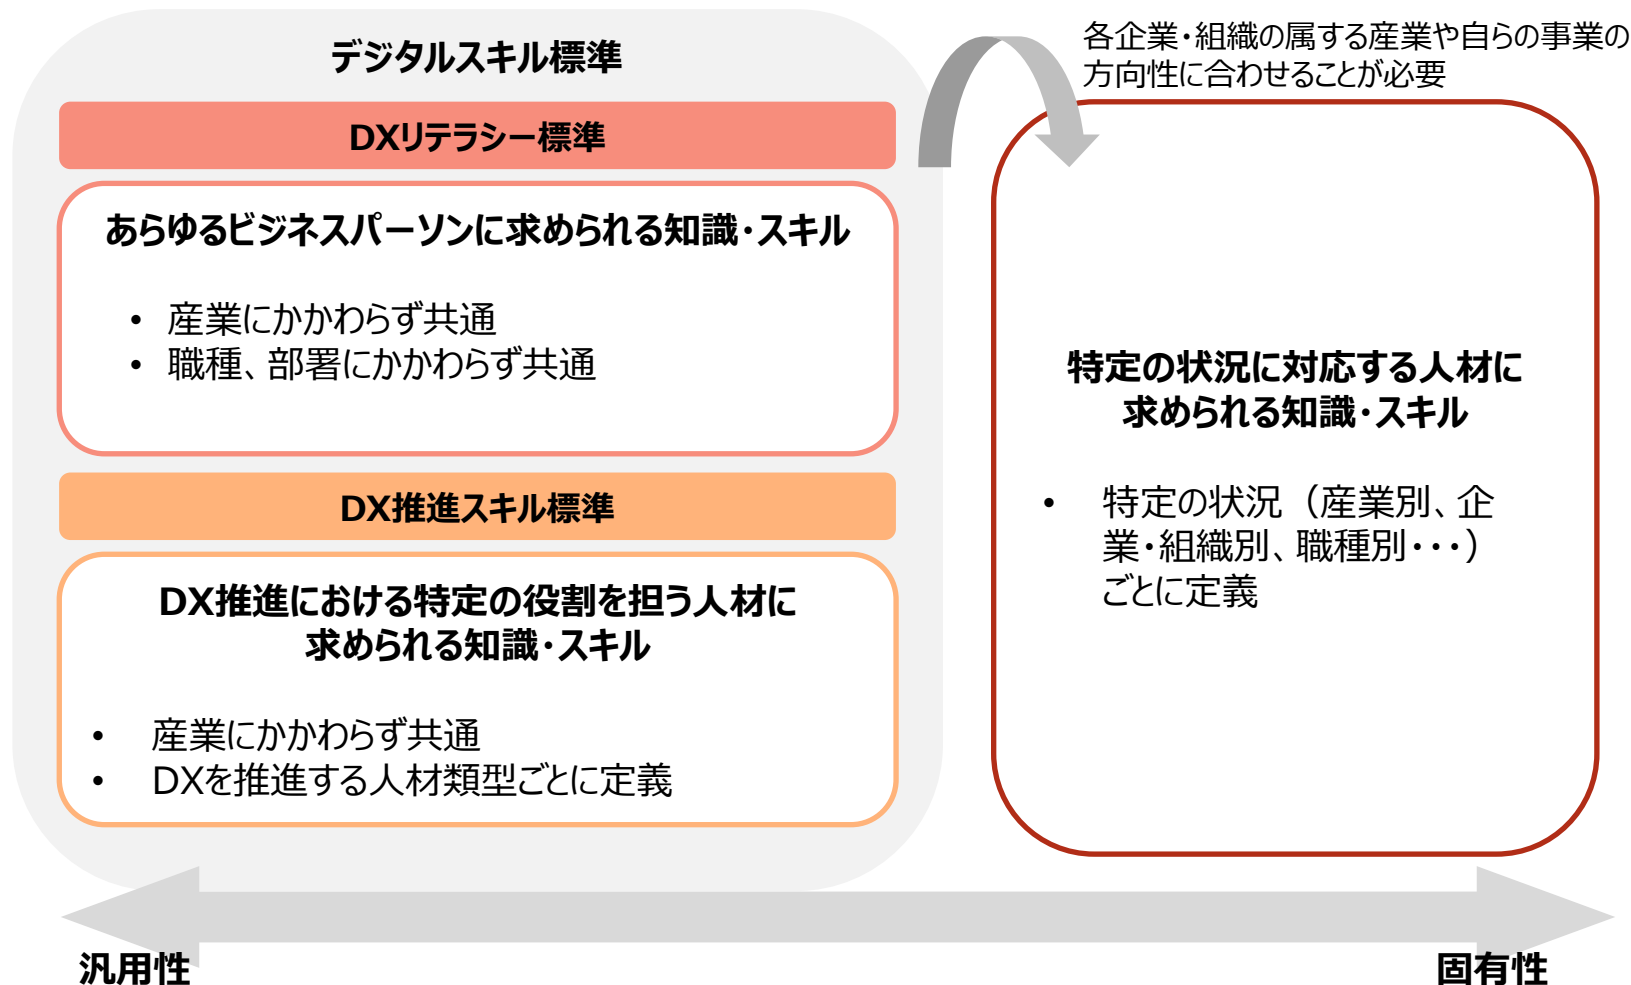 デジタルスキル標準
DXリテラシー標準
あらゆるビジネスパーソンに求められる知識・スキル
• 産業にかかわらず共通
• 職種、部署にかかわらず共通
DX推進スキル標準
DX推進における特定の役割を担う人材に
求められる知識・スキル
• 産業にかかわらず共通
• DXを推進する人材類型ごとに定義
各企業・組織の属する産業や自らの事業の
方向性に合わせることが必要
特定の状況に対応する人材に
求められる知識・スキル
• 特定の状況（産業別、企
業・組織別、職種別・・・）
ごとに定義
汎用性
固有性